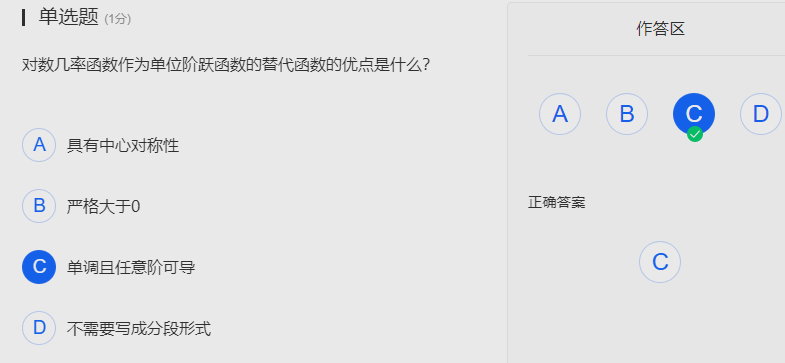 单选题 (1分)
对数几率函数作为单位阶跃函数的替代函数的优点是什么?
A 具有中心对称性
B 严格大于0
C 单调且任意阶可导
D 不需要写成分段形式
作答区
A B C D
正确答案
C